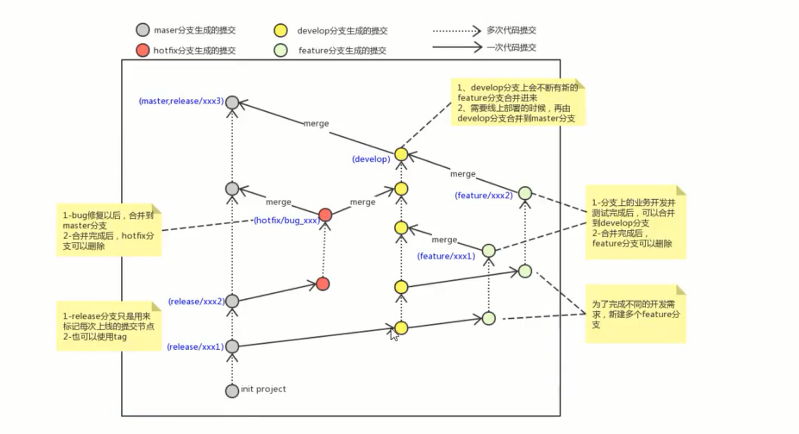 maser分支生成的提交
develop分支生成的提交
多次代码提交
hotfix分支生成的提交
feature分支生成的提交
一次代码提交
1、develop分支上会不断有新的
feature分支合并进来
2、需要线上部署的时候，再由
develop分支合并到master分支
(master,release/xxx3)
merge
(develop)
merge
(feature/xxx2)
merge
merge
1-bug修复以后，合并到
master分支
2-合并完成后，hotfix分
支可以删除
(hotfix/bug_xxx)
1-分支上的业务开发并
测试完成后，可以合并
到develop分支
2-合并完成后，
feature分支可以删除
merge
(feature/xxx1)
(release/xxx2)
为了完成不同的开发需
求，新建多个feature分
支
1-release分支只是用来
标记每次上线的提交节点
2-也可以使用tag
(release/xxx1)
init project